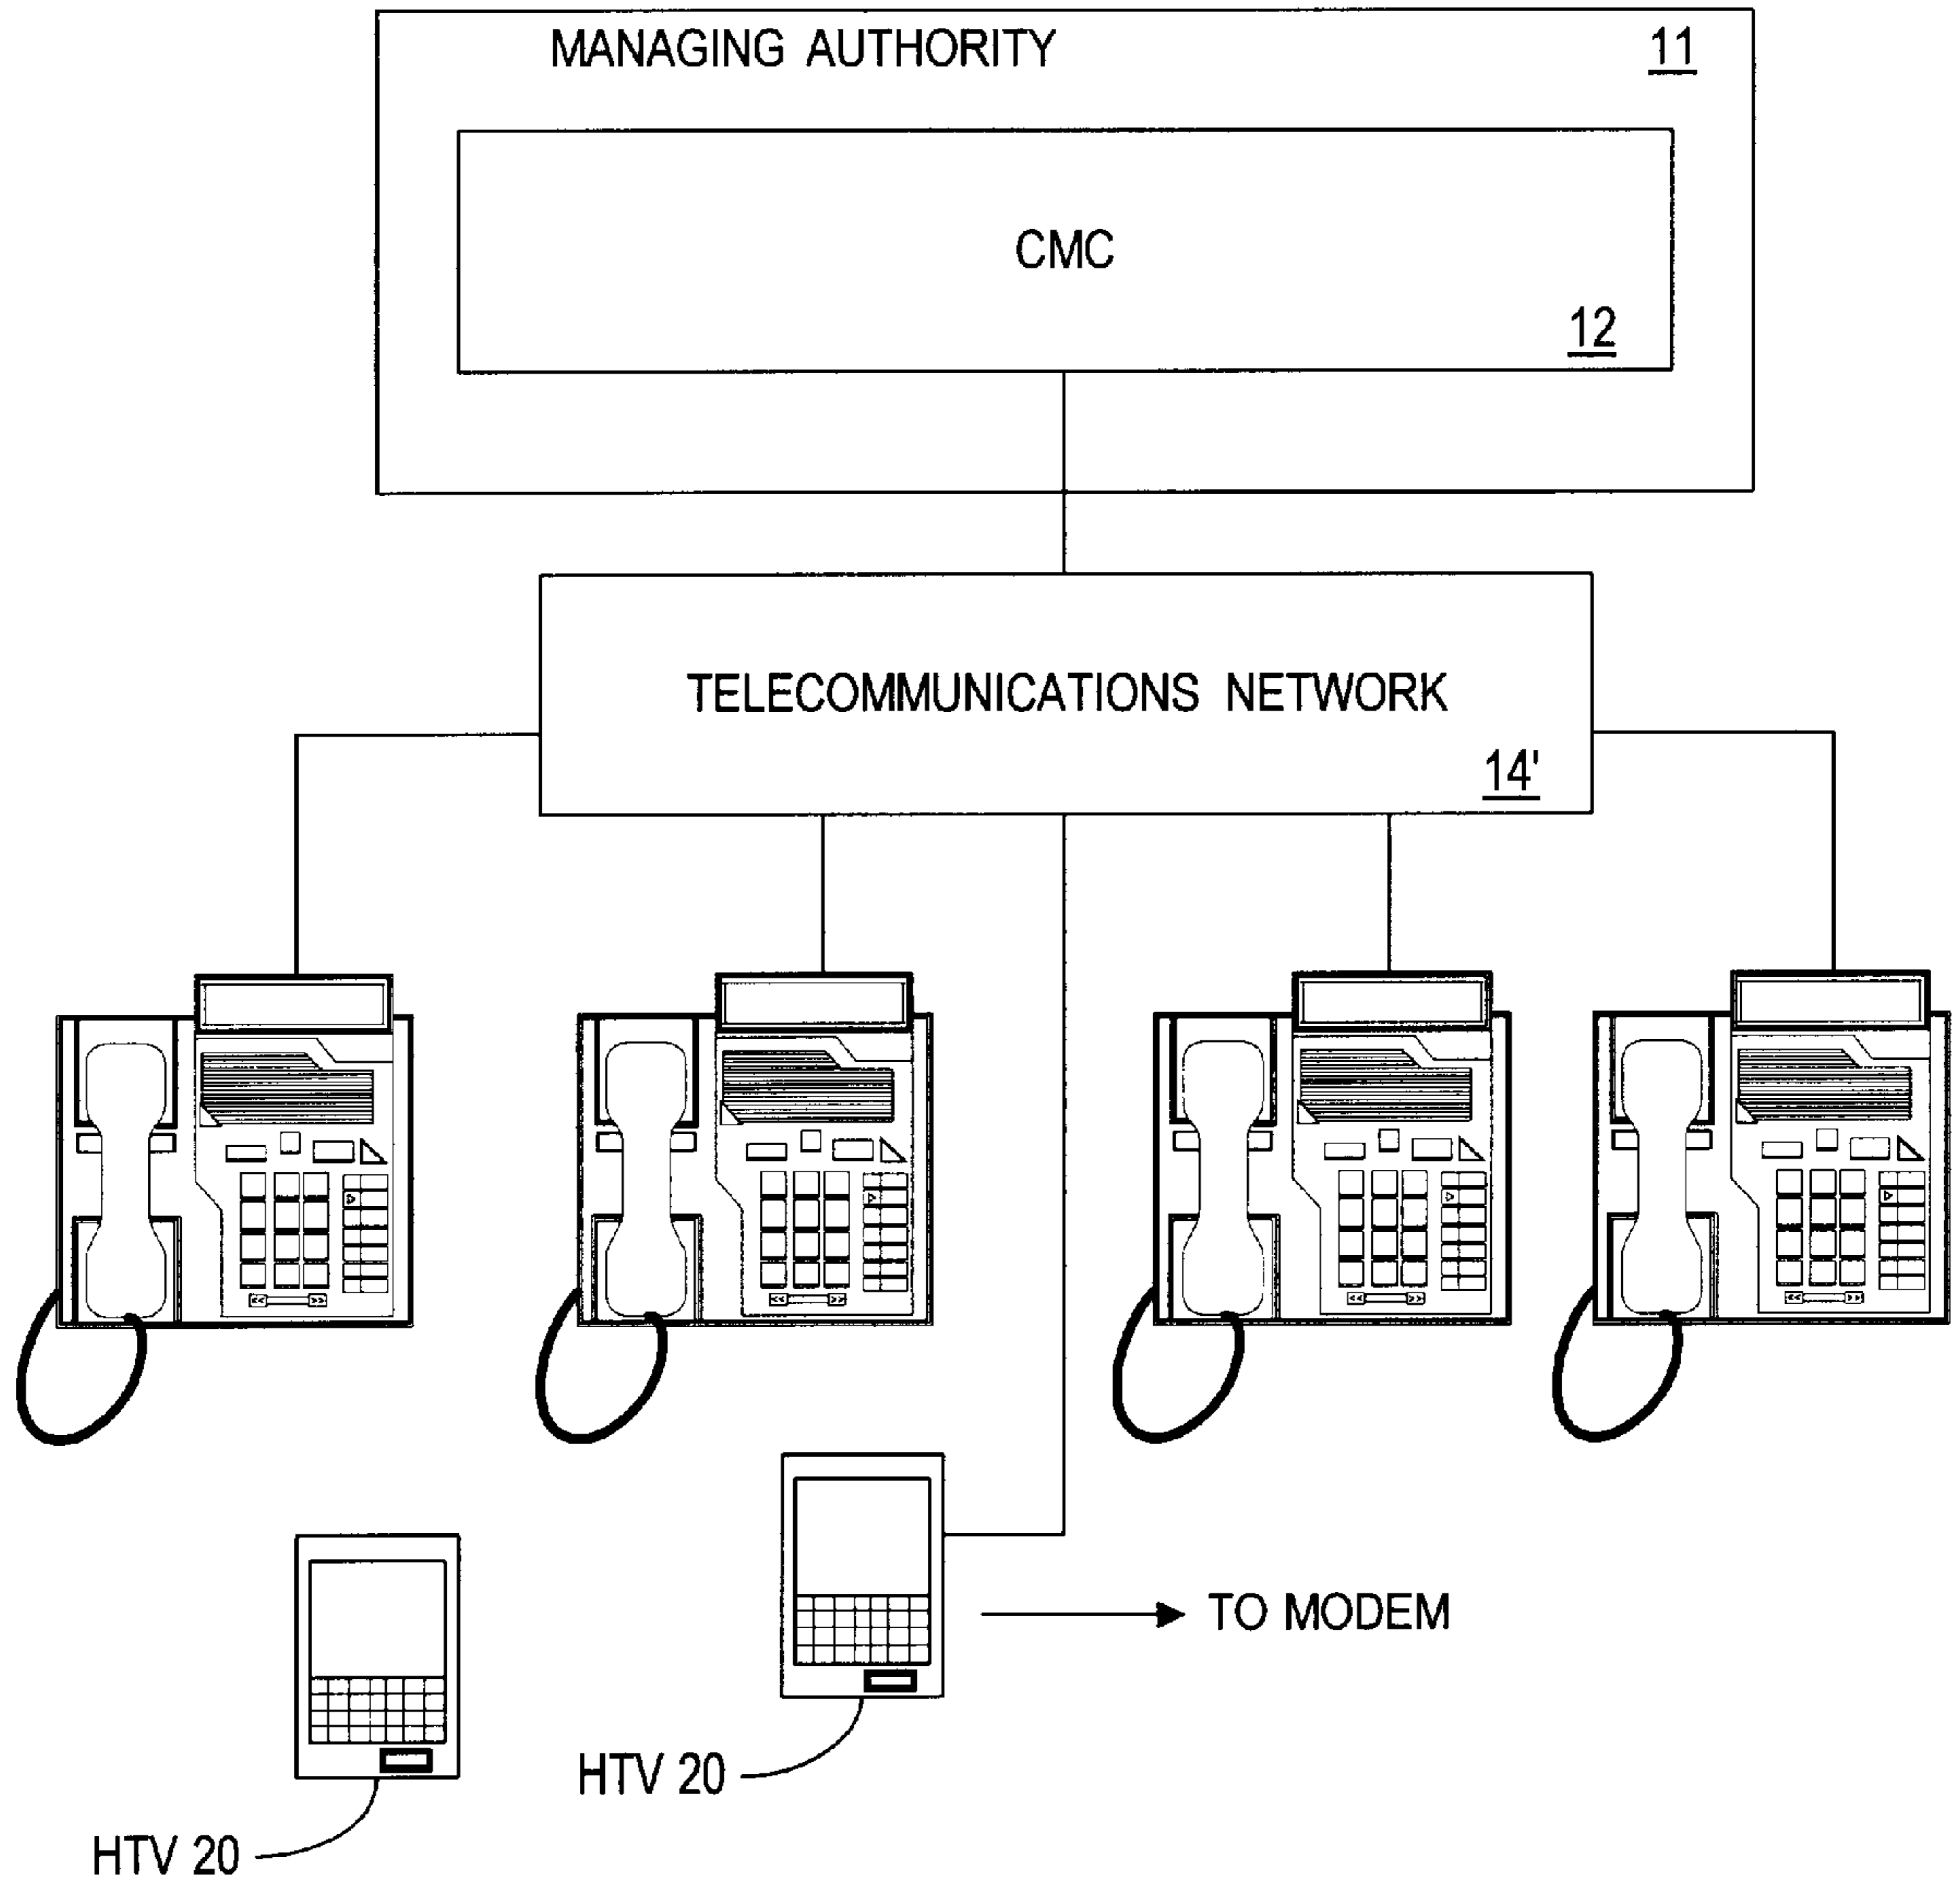 MANAGING AUTHORITY
11
CMC
12
TELECOMMUNICATIONS NETWORK
14'
TO MODEM
HTV 20
HTV 20